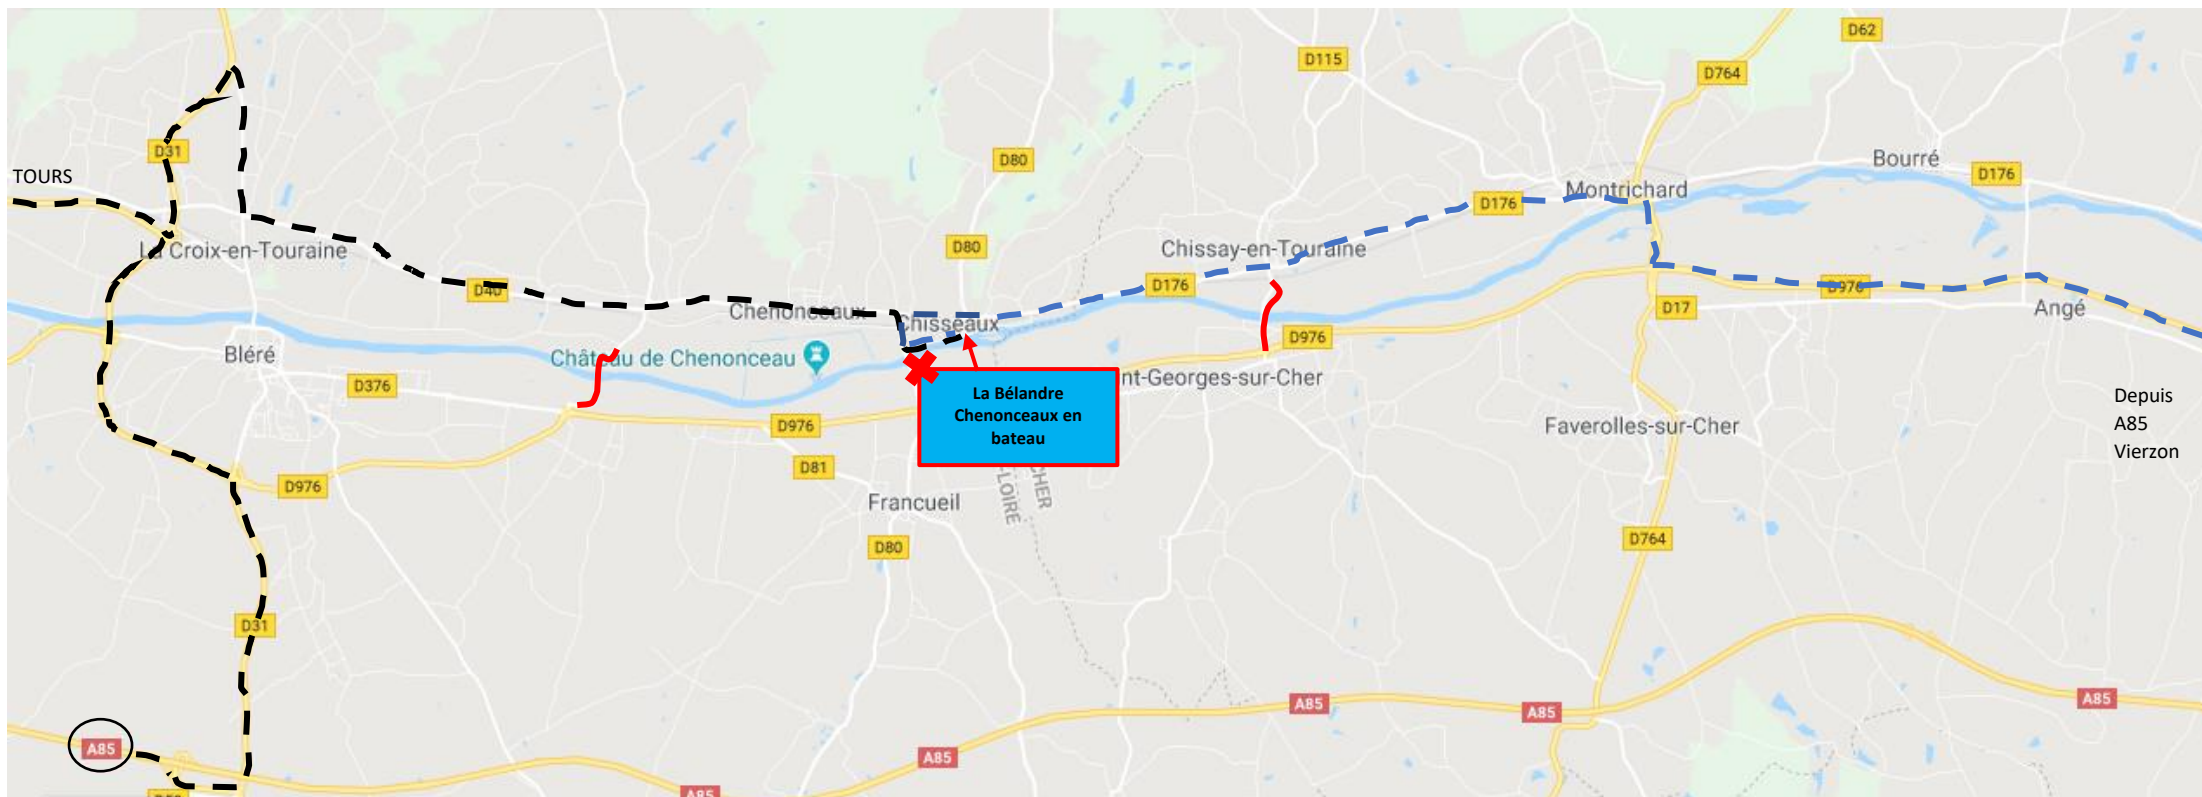 D62
D115
D764
D31
D80
Bourré
TOURS
D176
Montrichard
D176
La Croix-en-Touraine
D80
Chissay-en-Touraine
D40
D176
D976
Chenonceaux
Chisseaux
D17
Angé
D976
Bléré
Château de Chenonceau
D376
nt-Georges-sur-Cher
La Bélandre
Chenonceaux en
bateau
Depuis
A85
Vierzon
D976
Faverolles-sur-Cher
D81
D976
CHER
-LOIRE
Francueil
D80
D764
D31
A85
A85
A85
A85
A85
A85